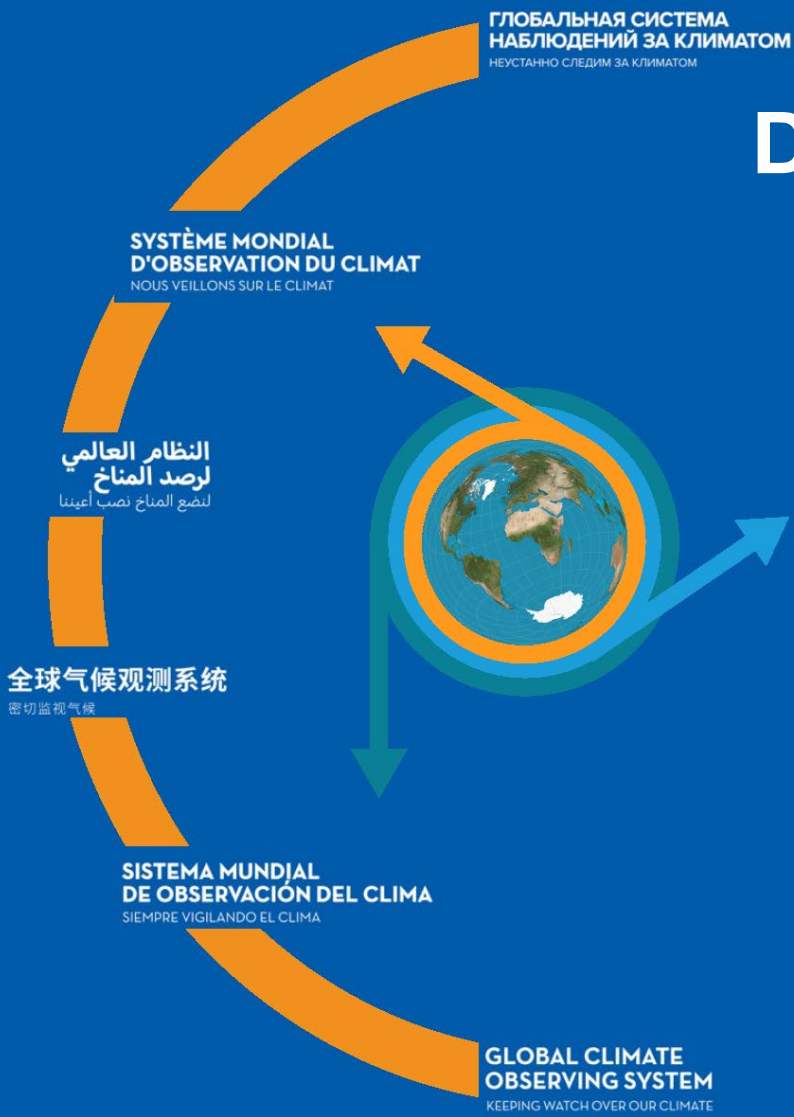 ГЛОБАЛЬНАЯ СИСТЕМА
НАБЛЮДЕНИЙ ЗА КЛИМАТОМ
НЕУСТАННО СЛЕДИМ ЗА КЛИМАТОМ
D
SYSTÈME MONDIAL
D'OBSERVATION DU CLIMAT
NOUS VEILLONS SUR LE CLIMAT
النظام العالمي
لرصد المناخ
لنضع المناخ نصب أعيننا
全球气候观测系统
密切监视气候
SISTEMA MUNDIAL
DE OBSERVACIÓN DEL CLIMA
SIEMPRE VIGILANDO EL CLIMA
GLOBAL CLIMATE
OBSERVING SYSTEM
KEEPING WATCH OVER OUR CLIMATE